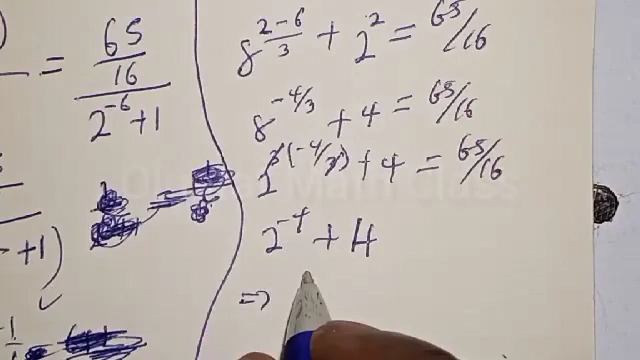 65/16
= ————
2^-6 + 1
+1)
8^(2-6/3) + 2^2 = 65/16
8^-4/3 + 4 = 65/16
2^3(-4/3) + 4 = 65/16
2^-4 + 4
=>